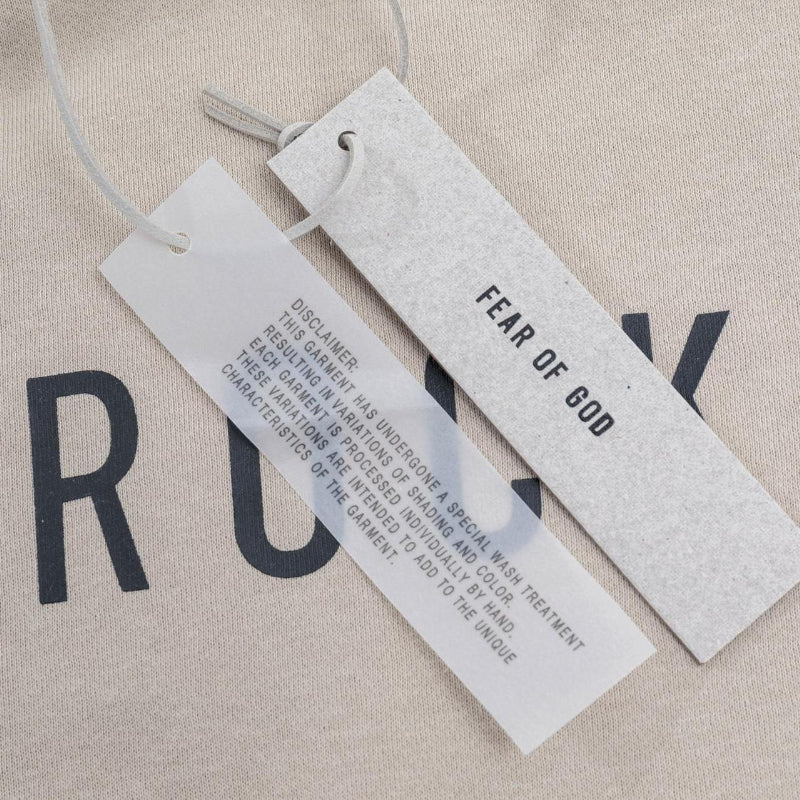 DISCLAIMER:
THIS GARMENT HAS UNDERGONE A SPECIAL WASH TREATMENT
RESULTING IN VARIATIONS OF SHADING AND COLOR.
EACH GARMENT IS PROCESSED INDIVIDUALLY BY HAND.
THESE VARIATIONS ARE INTENDED TO ADD TO THE UNIQUE
CHARACTERISTICS OF THE GARMENT.
FEAR OF GOD